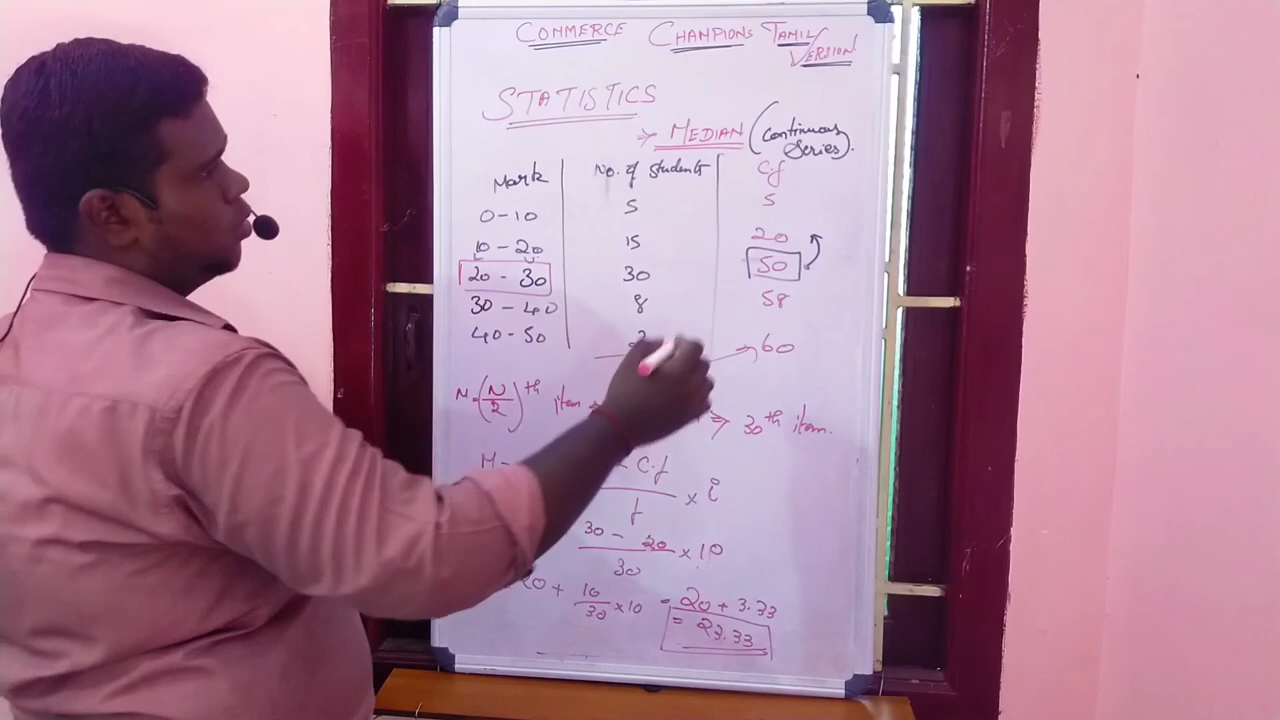 COMMERCE CHAMPIONS TAMIL VERSION
STATISTICS
→ MEDIAN (Continuous Series).
Mark No. of Students C.f
0-10 5 5
10-20 15 20
20-30 30 50
30-40 8 58
40-50 2 → 60
M=(N/2)th item ⇒ 30th item.
M - C.f / f × i
30 - 20 / 30 × 10
20 + 10/30 × 10 = 20 + 3.33
= 23.33